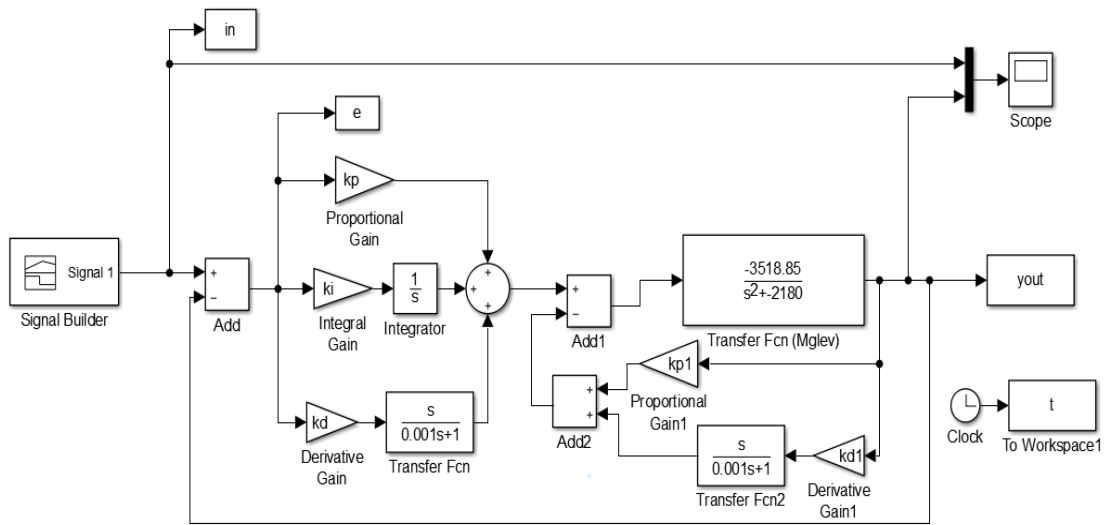 in
e
kp
Proportional
Gain
Signal 1
Signal Builder
+
−
Add
ki
Integral
Gain
1
s
Integrator
+
+
+
kd
Derivative
Gain
s
0.001s+1
Transfer Fcn
+
−
Add1
-3518.85
s²+-2180
Transfer Fcn (Mglev)
kp1
Proportional
Gain1
+
+
Add2
s
0.001s+1
Transfer Fcn2
kd1
Derivative
Gain1
Scope
yout
Clock
t
To Workspace1